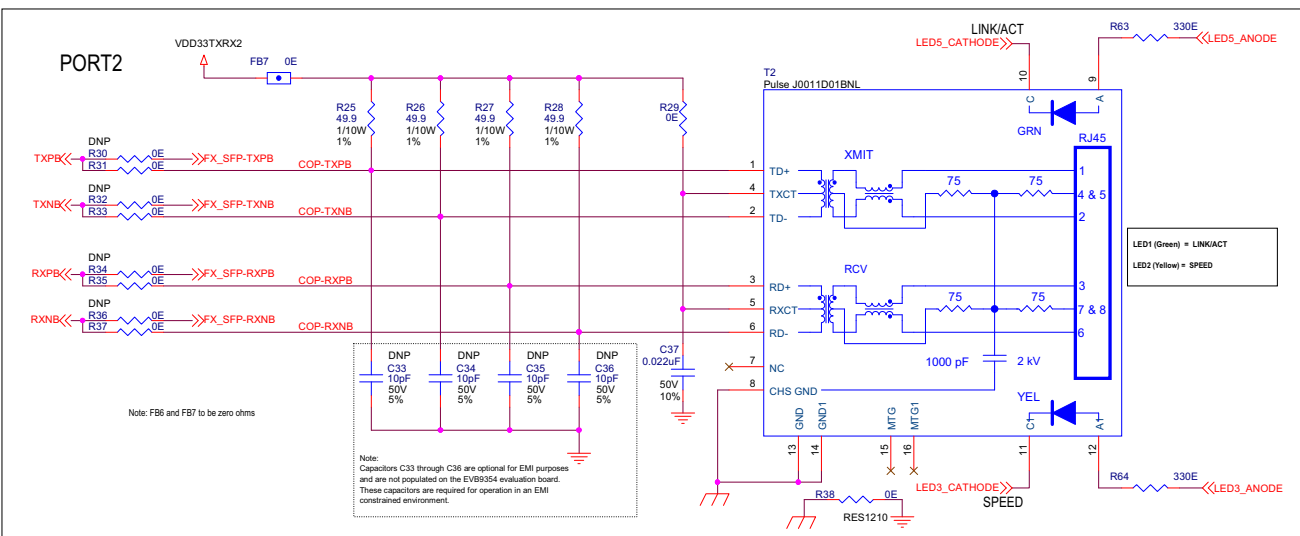 PORT2
VDD33TXRX2
FB7 0E
R25
49.9
1/10W
1%
R26
49.9
1/10W
1%
R27
49.9
1/10W
1%
R28
49.9
1/10W
1%
R29
0E
DNP
R30 0E
R31 0E
TXPB
FX_SFP-TXPB
COP-TXPB
DNP
R32 0E
R33 0E
TXNB
FX_SFP-TXNB
COP-TXNB
DNP
R34 0E
R35 0E
RXPB
FX_SFP-RXPB
COP-RXPB
DNP
R36 0E
R37 0E
RXNB
FX_SFP-RXNB
COP-RXNB
DNP
C33
10pF
50V
5%
DNP
C34
10pF
50V
5%
DNP
C35
10pF
50V
5%
DNP
C36
10pF
50V
5%
C37
0.022uF
50V
10%
Note: FB6 and FB7 to be zero ohms
Note:
Capacitors C33 through C36 are optional for EMI purposes
and are not populated on the EVB9354 evaluation board.
These capacitors are required for operation in an EMI
constrained environment.
T2
Pulse J0011D01BNL
LINK/ACT
LED5_CATHODE
R63 330E
LED5_ANODE
10
9
C
A
GRN
RJ45
XMIT
1 TD+
4 TXCT
2 TD-
75
75
1
4 & 5
2
RCV
3 RD+
5 RXCT
6 RD-
75
75
3
7 & 8
6
7 NC
8 CHS GND
1000 pF
2 kV
YEL
GND
GND1
MTG
MTG1
C1
A1
13
14
15
16
11
12
LED3_CATHODE
SPEED
R64 330E
LED3_ANODE
R38 0E
RES1210
LED1 (Green) = LINK/ACT
LED2 (Yellow) = SPEED